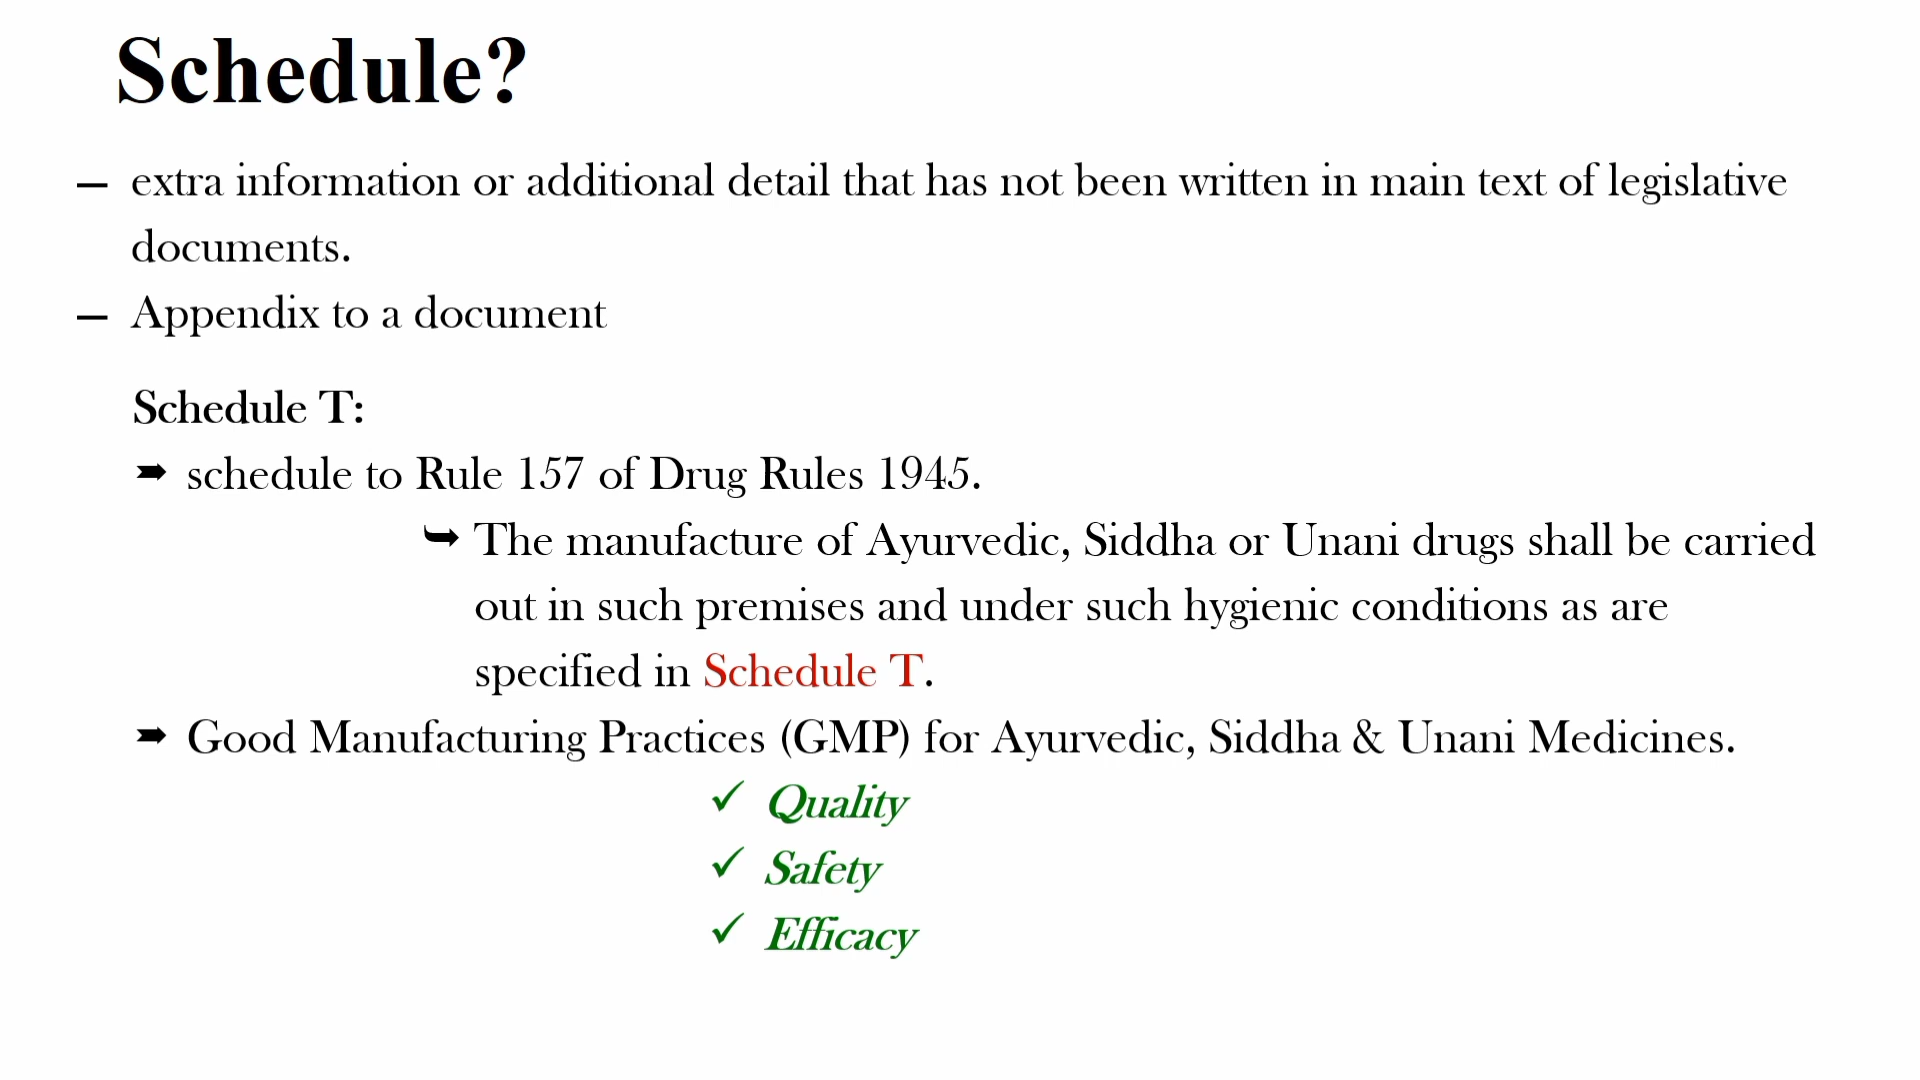 Schedule?
– extra information or additional detail that has not been written in main text of legislative
documents.
– Appendix to a document
Schedule T:
➡ schedule to Rule 157 of Drug Rules 1945.
↪ The manufacture of Ayurvedic, Siddha or Unani drugs shall be carried
out in such premises and under such hygienic conditions as are
specified in Schedule T.
➡ Good Manufacturing Practices (GMP) for Ayurvedic, Siddha & Unani Medicines.
✓ Quality
✓ Safety
✓ Efficacy